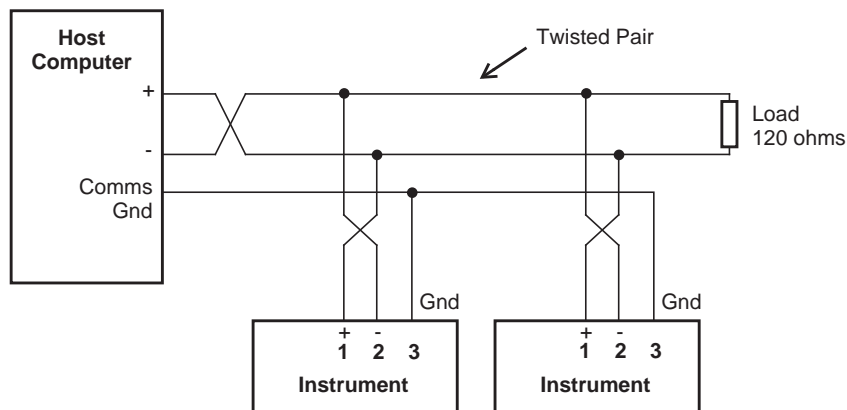 Host
Computer
Twisted Pair
+
-
Load
120 ohms
Comms
Gnd
Gnd
Gnd
+ -
1 2 3
Instrument
+ -
1 2 3
Instrument